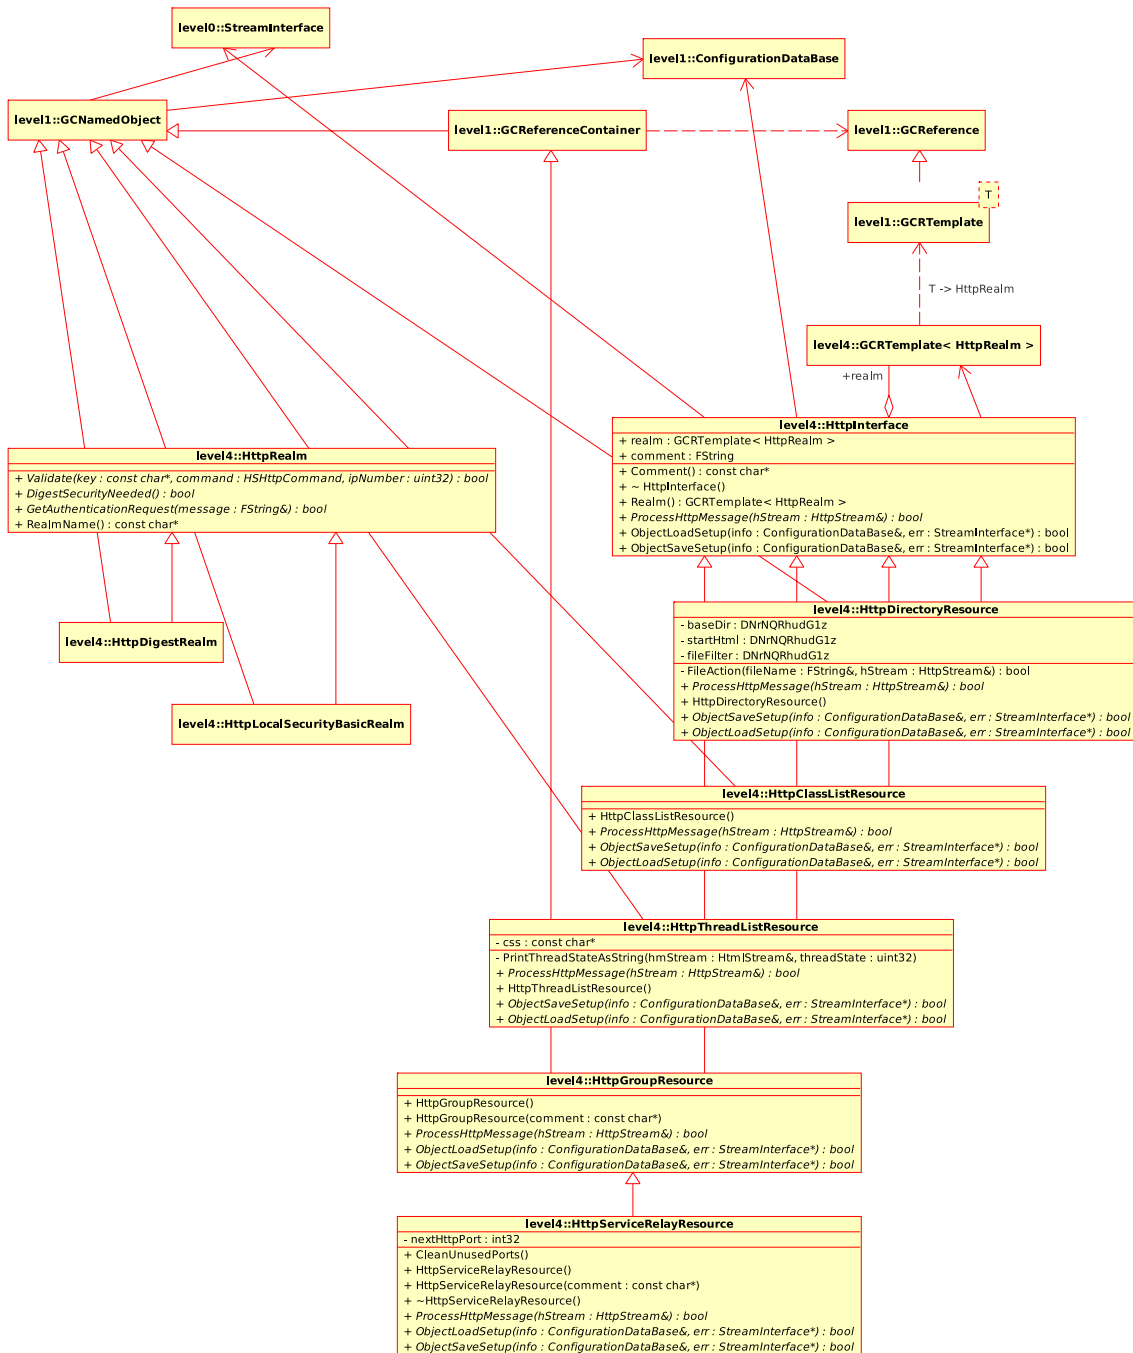 level0::StreamInterface
level1::ConfigurationDataBase
level1::GCNamedObject
level1::GCReferenceContainer
level1::GCReference
T
level1::GCRTemplate
T -> HttpRealm
level4::GCRTemplate< HttpRealm >
+realm
level4::HttpInterface
+ realm : GCRTemplate< HttpRealm >
+ comment : FString
+ Comment() : const char*
+ ~ HttpInterface()
+ Realm() : GCRTemplate< HttpRealm >
+ ProcessHttpMessage(hStream : HttpStream&) : bool
+ ObjectLoadSetup(info : ConfigurationDataBase&, err : StreamInterface*) : bool
+ ObjectSaveSetup(info : ConfigurationDataBase&, err : StreamInterface*) : bool
level4::HttpRealm
+ Validate(key : const char*, command : HSHttpCommand, ipNumber : uint32) : bool
+ DigestSecurityNeeded() : bool
+ GetAuthenticationRequest(message : FString&) : bool
+ RealmName() : const char*
level4::HttpDigestRealm
level4::HttpLocalSecurityBasicRealm
level4::HttpDirectoryResource
- baseDir : DNrNQRhudG1z
- startHtml : DNrNQRhudG1z
- fileFilter : DNrNQRhudG1z
- FileAction(fileName : FString&, hStream : HttpStream&) : bool
+ ProcessHttpMessage(hStream : HttpStream&) : bool
+ HttpDirectoryResource()
+ ObjectSaveSetup(info : ConfigurationDataBase&, err : StreamInterface*) : bool
+ ObjectLoadSetup(info : ConfigurationDataBase&, err : StreamInterface*) : bool
level4::HttpClassListResource
+ HttpClassListResource()
+ ProcessHttpMessage(hStream : HttpStream&) : bool
+ ObjectSaveSetup(info : ConfigurationDataBase&, err : StreamInterface*) : bool
+ ObjectLoadSetup(info : ConfigurationDataBase&, err : StreamInterface*) : bool
level4::HttpThreadListResource
- css : const char*
- PrintThreadStateAsString(hmStream : HtmlStream&, threadState : uint32)
+ ProcessHttpMessage(hStream : HttpStream&) : bool
+ HttpThreadListResource()
+ ObjectSaveSetup(info : ConfigurationDataBase&, err : StreamInterface*) : bool
+ ObjectLoadSetup(info : ConfigurationDataBase&, err : StreamInterface*) : bool
level4::HttpGroupResource
+ HttpGroupResource()
+ HttpGroupResource(comment : const char*)
+ ProcessHttpMessage(hStream : HttpStream&) : bool
+ ObjectLoadSetup(info : ConfigurationDataBase&, err : StreamInterface*) : bool
+ ObjectSaveSetup(info : ConfigurationDataBase&, err : StreamInterface*) : bool
level4::HttpServiceRelayResource
- nextHttpPort : int32
+ CleanUnusedPorts()
+ HttpServiceRelayResource()
+ HttpServiceRelayResource(comment : const char*)
+ ~HttpServiceRelayResource()
+ ProcessHttpMessage(hStream : HttpStream&) : bool
+ ObjectLoadSetup(info : ConfigurationDataBase&, err : StreamInterface*) : bool
+ ObjectSaveSetup(info : ConfigurationDataBase&, err : StreamInterface*) : bool